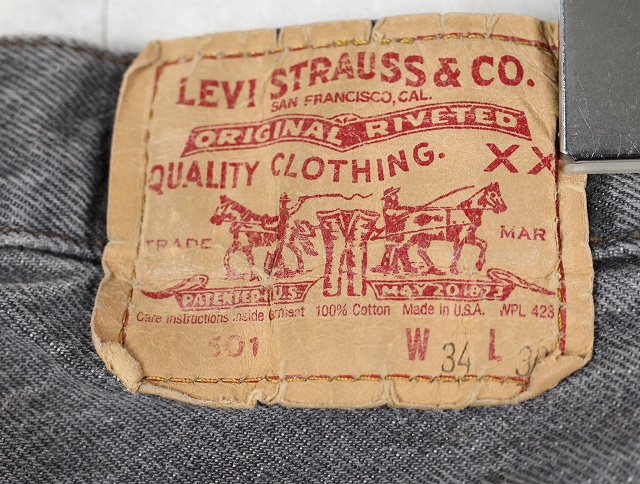 LEVI STRAUSS & CO.
SAN FRANCISCO, CAL.
ORIGINAL RIVETED
QUALITY CLOTHING. XX
TRADE MAR
PATENTED U.S. MAY 20 1873
Care Instructions Inside 100% Cotton Made in U.S.A. WPL 423
501 W 34 L